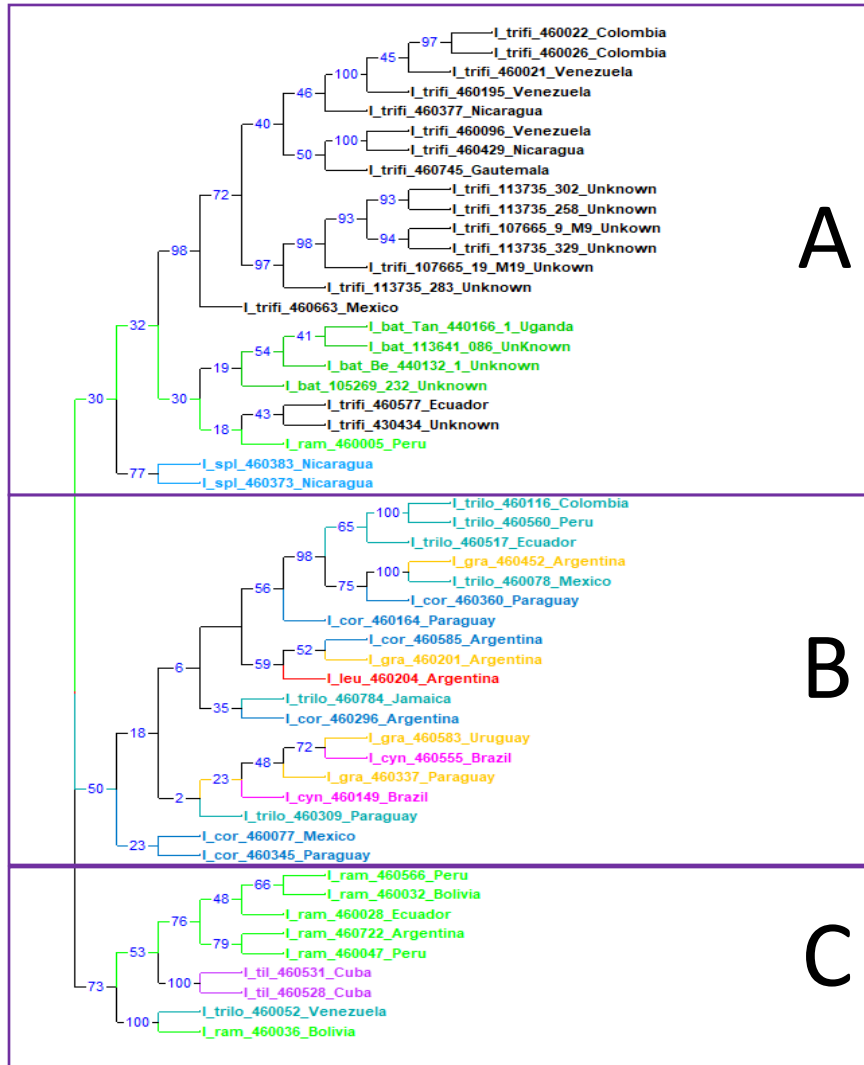 I_trifi_460022_Colombia
97
I_trifi_460026_Colombia
45
I_trifi_460021_Venezuela
100
I_trifi_460195_Venezuela
46
I_trifi_460377_Nicaragua
40
I_trifi_460096_Venezuela
100
I_trifi_460429_Nicaragua
50
I_trifi_460745_Gautemala
72
I_trifi_113735_302_Unknown
93
I_trifi_113735_258_Unknown
93
I_trifi_107665_9_M9_Unkown
94
I_trifi_113735_329_Unknown
98
I_trifi_107665_19_M19_Unkown
97
I_trifi_113735_283_Unknown
98
I_trifi_460663_Mexico
A
32
I_bat_Tan_440166_1_Uganda
41
I_bat_113641_086_UnKnown
54
I_bat_Be_440132_1_Unknown
19
I_bat_105269_232_Unknown
30
30
I_trifi_460577_Ecuador
43
I_trifi_430434_Unknown
18
I_ram_460005_Peru
I_spl_460383_Nicaragua
77
I_spl_460373_Nicaragua
I_trilo_460116_Colombia
100
I_trilo_460560_Peru
65
I_trilo_460517_Ecuador
98
I_gra_460452_Argentina
100
I_trilo_460078_Mexico
75
I_cor_460360_Paraguay
56
I_cor_460164_Paraguay
I_cor_460585_Argentina
52
I_gra_460201_Argentina
59
I_leu_460204_Argentina
6
I_trilo_460784_Jamaica
35
I_cor_460296_Argentina
B
18
I_gra_460583_Uruguay
72
I_cyn_460555_Brazil
48
I_gra_460337_Paraguay
23
I_cyn_460149_Brazil
2
I_trilo_460309_Paraguay
50
I_cor_460077_Mexico
23
I_cor_460345_Paraguay
I_ram_460566_Peru
66
I_ram_460032_Bolivia
48
I_ram_460028_Ecuador
76
I_ram_460722_Argentina
79
I_ram_460047_Peru
53
I_til_460531_Cuba
100
I_til_460528_Cuba
73
I_trilo_460052_Venezuela
100
I_ram_460036_Bolivia
C